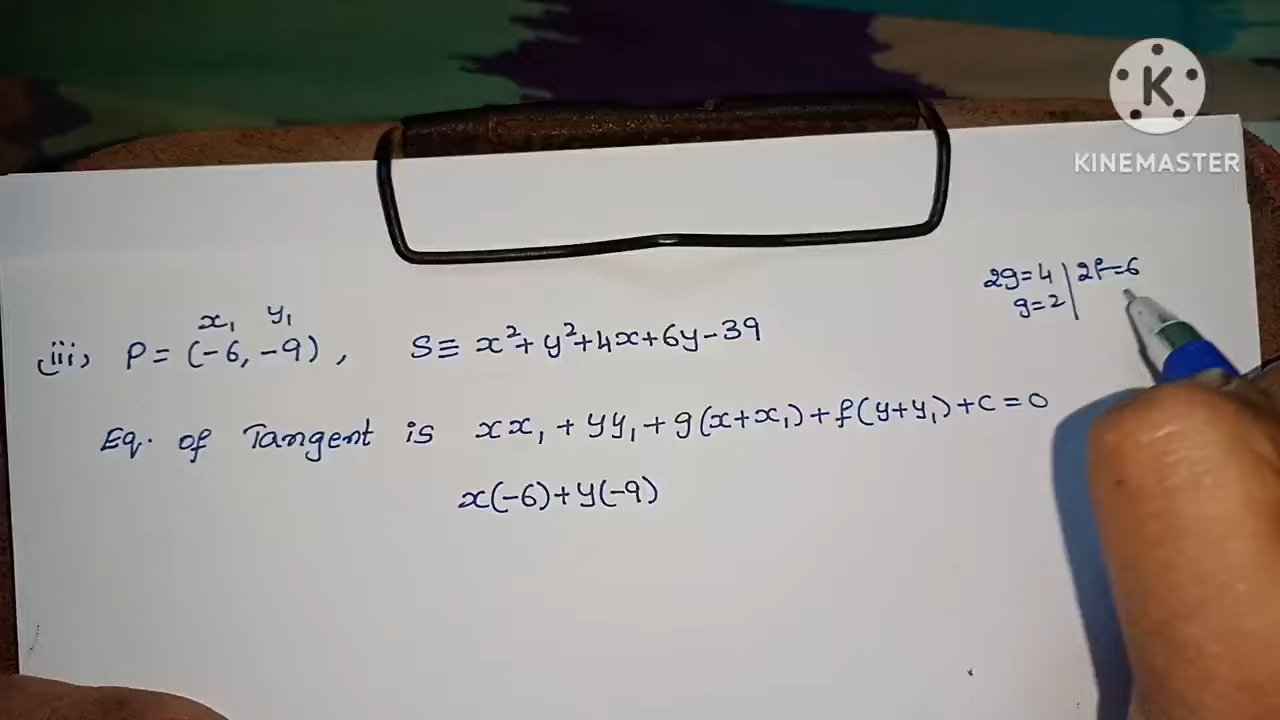 K
KINEMASTER
2g=4 | 2f=6
g=2
x₁ y₁
(iii) P = (-6, -9), S ≡ x²+y²+4x+6y-39
Eq. of Tangent is xx₁ + yy₁ + g(x+x₁) + f(y+y₁) + c = 0
x(-6)+y(-9)